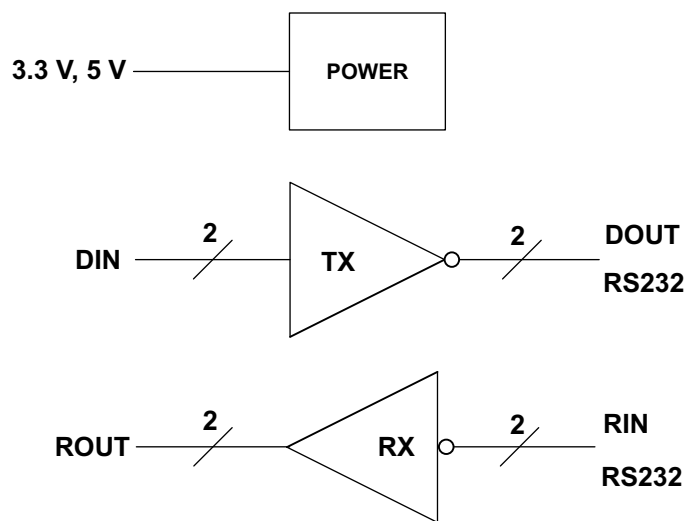 3.3 V, 5 V
POWER
DIN
2
TX
2
DOUT
RS232
ROUT
2
RX
2
RIN
RS232